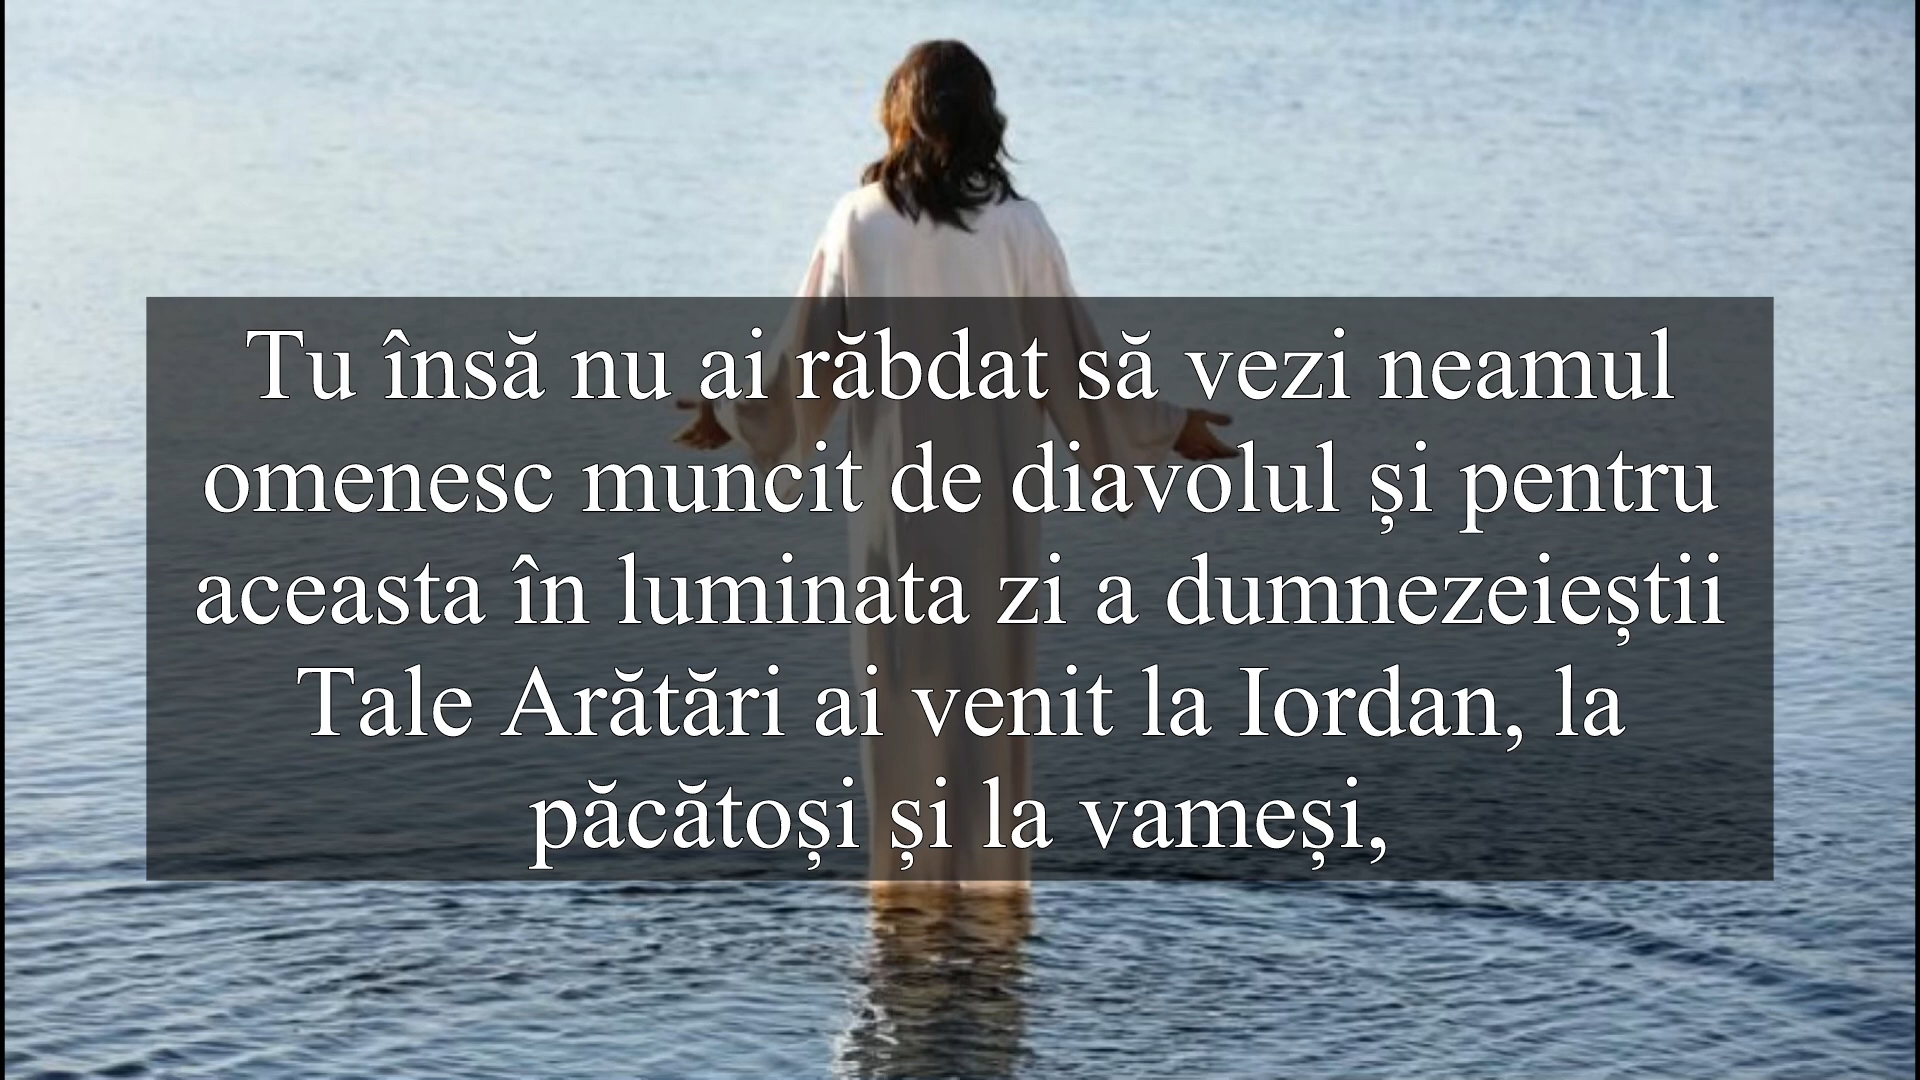 Tu însă nu ai răbdat să vezi neamul
omenesc muncit de diavolul și pentru
aceasta în luminata zi a dumnezeieștii
Tale Arătări ai venit la Iordan, la
păcătoși și la vameși,